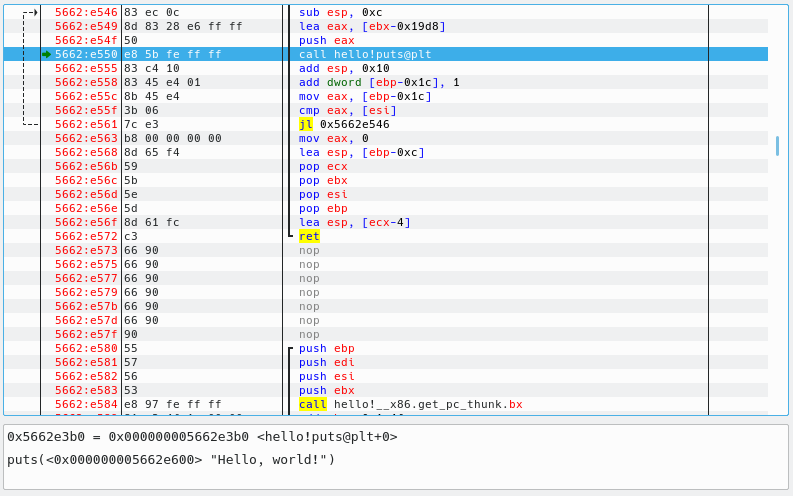 5662:e546 83 ec 0c sub esp, 0xc
5662:e549 8d 83 28 e6 ff ff lea eax, [ebx-0x19d8]
5662:e54f 50 push eax
5662:e550 e8 5b fe ff ff call hello!puts@plt
5662:e555 83 c4 10 add esp, 0x10
5662:e558 83 45 e4 01 add dword [ebp-0x1c], 1
5662:e55c 8b 45 e4 mov eax, [ebp-0x1c]
5662:e55f 3b 06 cmp eax, [esi]
5662:e561 7c e3 jl 0x5662e546
5662:e563 b8 00 00 00 00 mov eax, 0
5662:e568 8d 65 f4 lea esp, [ebp-0xc]
5662:e56b 59 pop ecx
5662:e56c 5b pop ebx
5662:e56d 5e pop esi
5662:e56e 5d pop ebp
5662:e56f 8d 61 fc lea esp, [ecx-4]
5662:e572 c3 ret
5662:e573 66 90 nop
5662:e575 66 90 nop
5662:e577 66 90 nop
5662:e579 66 90 nop
5662:e57b 66 90 nop
5662:e57d 66 90 nop
5662:e57f 90 nop
5662:e580 55 push ebp
5662:e581 57 push edi
5662:e582 56 push esi
5662:e583 53 push ebx
5662:e584 e8 97 fe ff ff call hello!__x86.get_pc_thunk.bx
0x5662e3b0 = 0x000000005662e3b0 <hello!puts@plt+0>
puts(<0x000000005662e600> "Hello, world!")